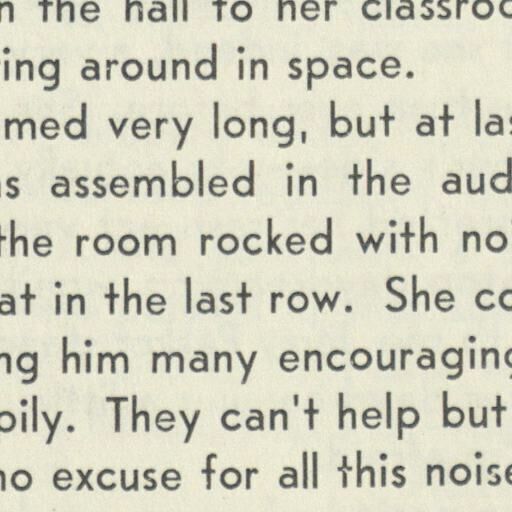 n the hall to her classroo
ring around in space.
med very long, but at las
as assembled in the aud
the room rocked with no
at in the last row. She co
ng him many encouraging
pily. They can't help but
no excuse for all this noise